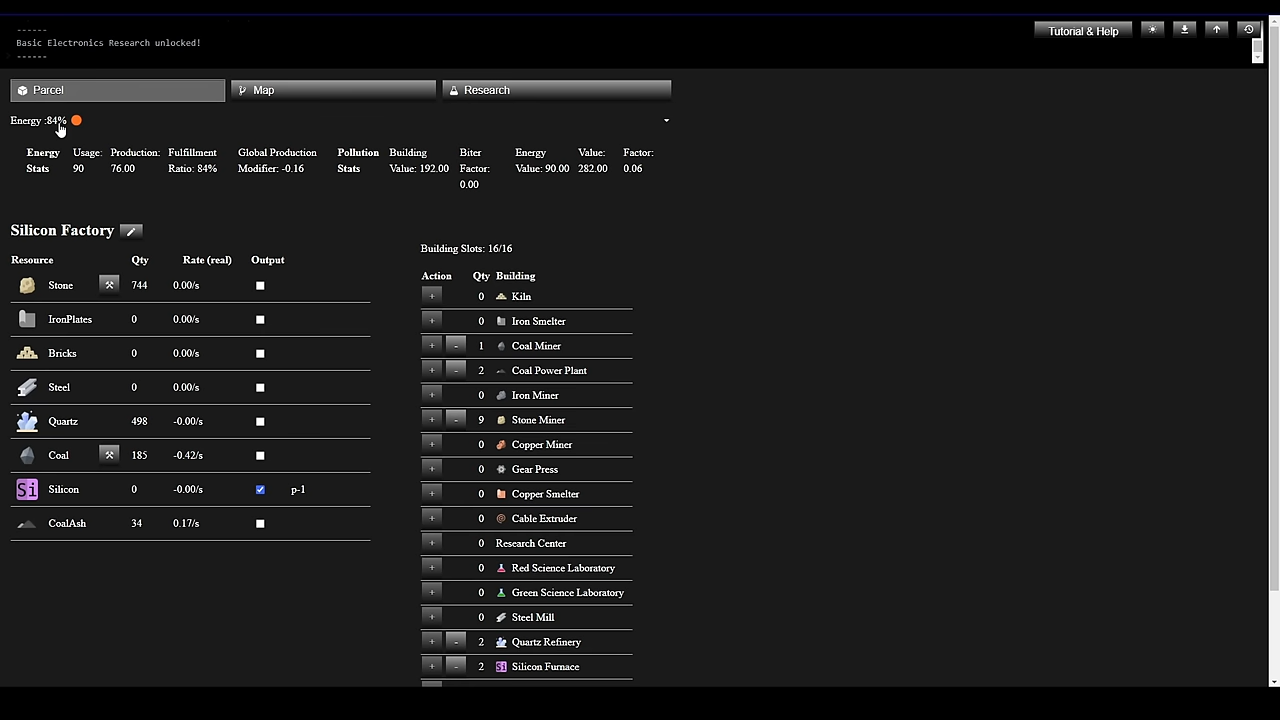 ------
Basic Electronics Research unlocked!
------
Tutorial & Help
Parcel
Map
Research
Energy :84%
Energy Stats
Usage: 90
Production: 76.00
Fulfillment Ratio: 84%
Global Production Modifier: -0.16
Pollution Stats
Building Value: 192.00
Biter Factor: 0.00
Energy Value: 90.00
Value: 282.00
Factor: 0.06
Silicon Factory
Resource Qty Rate (real) Output
Stone 744 0.00/s
IronPlates 0 0.00/s
Bricks 0 0.00/s
Steel 0 0.00/s
Quartz 498 -0.00/s
Coal 185 -0.42/s
Si Silicon 0 -0.00/s p-1
CoalAsh 34 0.17/s
Building Slots: 16/16
Action Qty Building
+ 0 Kiln
+ 0 Iron Smelter
+ - 1 Coal Miner
+ - 2 Coal Power Plant
+ 0 Iron Miner
+ - 9 Stone Miner
+ 0 Copper Miner
+ 0 Gear Press
+ 0 Copper Smelter
+ 0 Cable Extruder
+ 0 Research Center
+ 0 Red Science Laboratory
+ 0 Green Science Laboratory
+ 0 Steel Mill
+ - 2 Quartz Refinery
+ - 2 Si Silicon Furnace